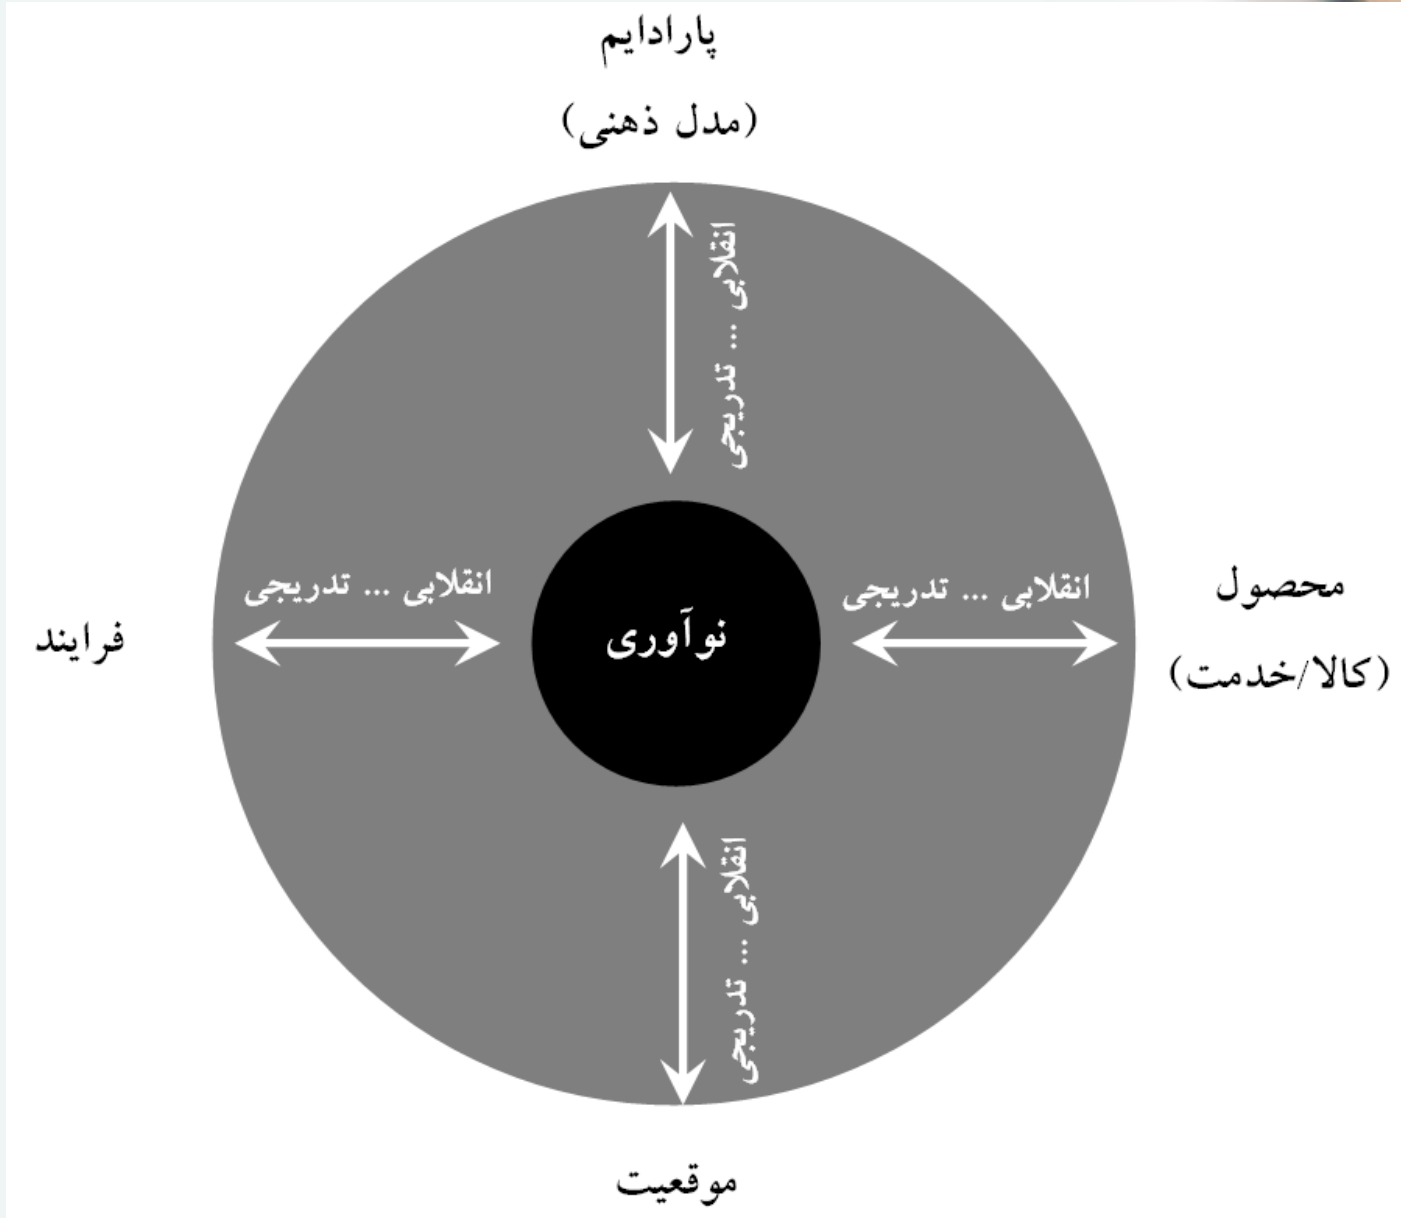 پارادایم
(مدل ذهنی)
انقلابی ... تدریجی
محصول
(کالا/خدمت)
انقلابی ... تدریجی
نوآوری
انقلابی ... تدریجی
فرایند
انقلابی ... تدریجی
موقعیت